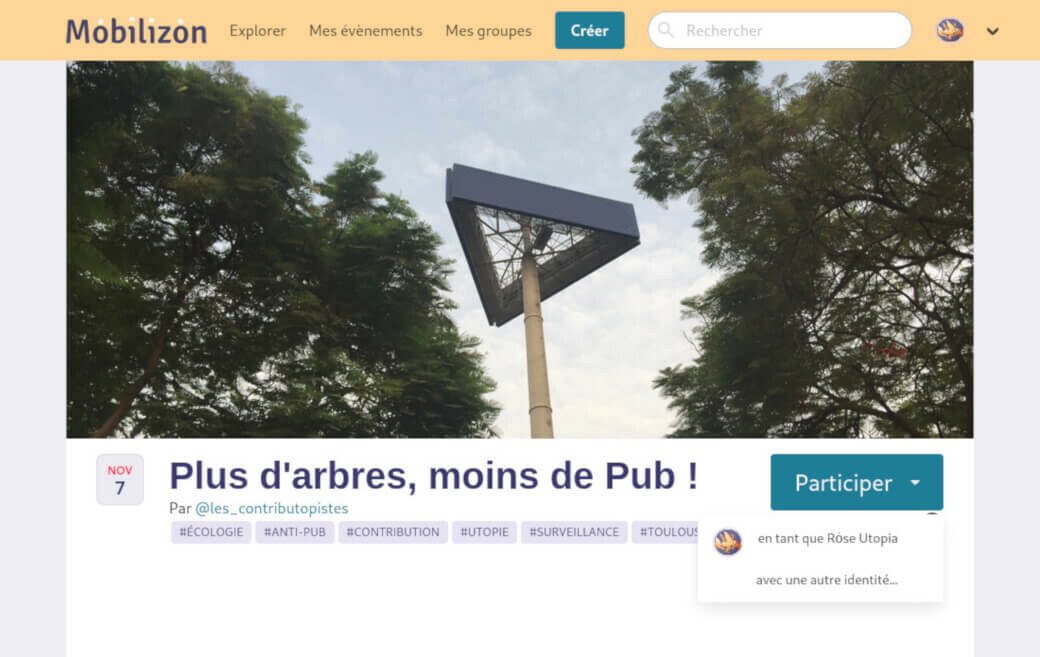 Mobilizon Explorer Mes évènements Mes groupes Créer Rechercher
NOV
7
Plus d'arbres, moins de Pub !
Participer
Par @les_contributopistes
#ÉCOLOGIE #ANTI-PUB #CONTRIBUTION #UTOPIE #SURVEILLANCE #TOULOUS
en tant que Rôse Utopia
avec une autre identité...